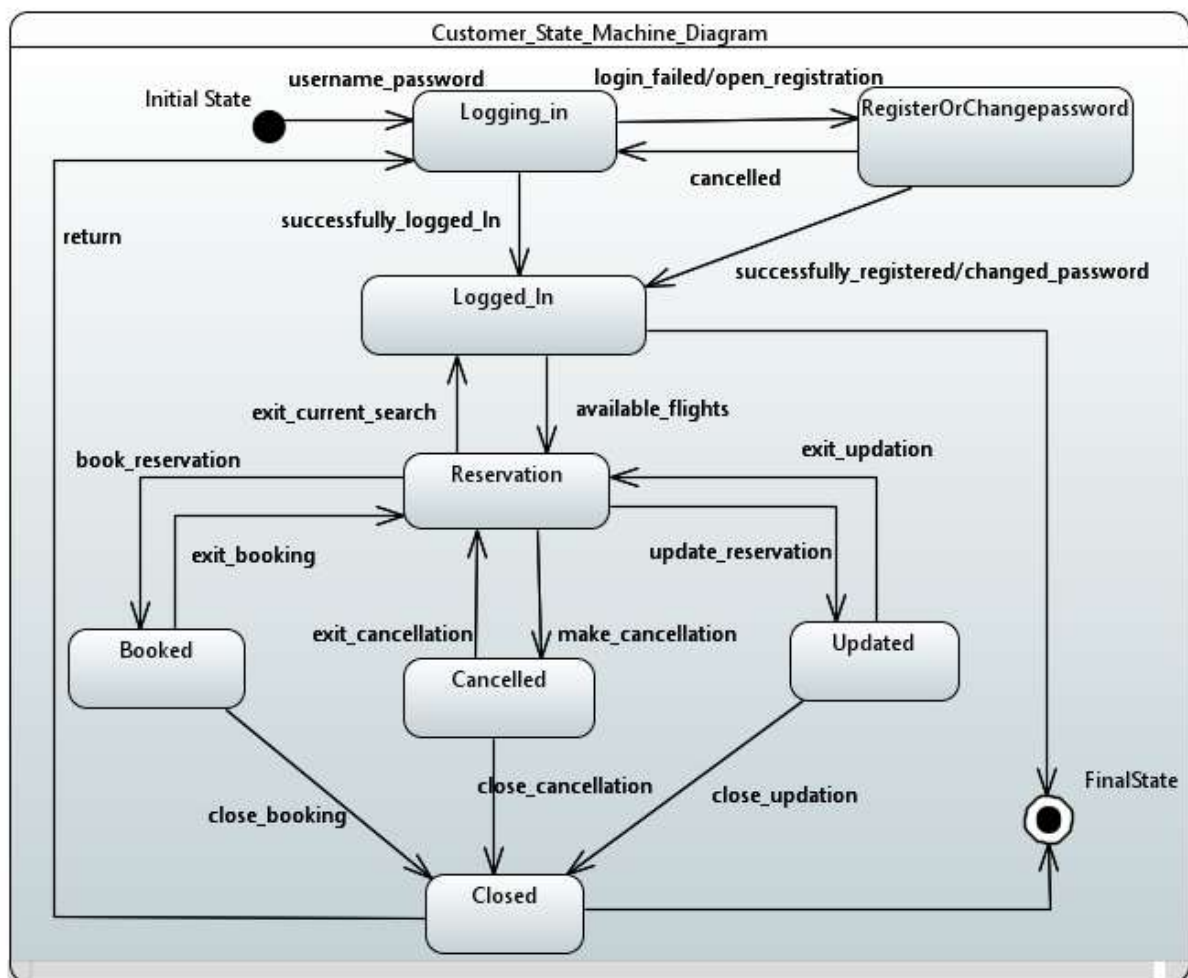 Customer_State_Machine_Diagram
username_password
login_failed/open_registration
Initial State
Logging_in
RegisterOrChangepassword
cancelled
successfully_logged_In
return
successfully_registered/changed_password
Logged_In
exit_current_search
available_flights
book_reservation
exit_updation
Reservation
exit_booking
update_reservation
exit_cancellation
make_cancellation
Booked
Updated
Cancelled
FinalState
close_cancellation
close_updation
close_booking
Closed